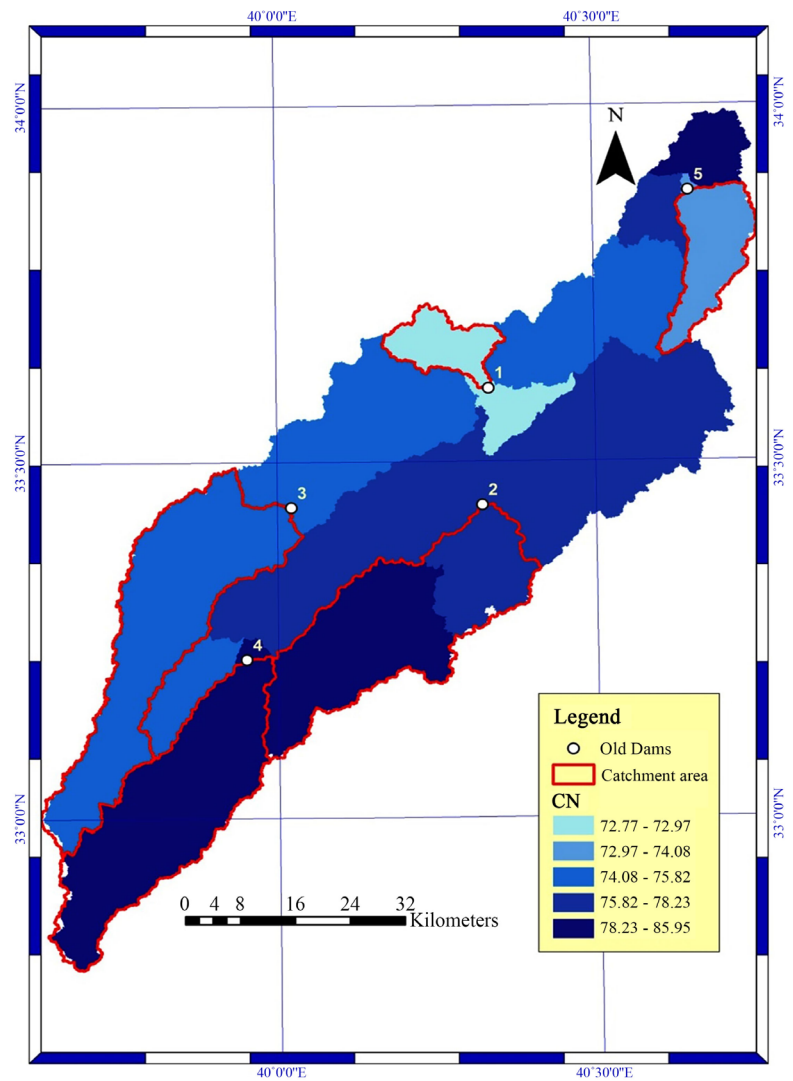 40°0'0"E 40°30'0"E
34°0'0"N 34°0'0"N
N
5
1
33°30'0"N 33°30'0"N
2
3
4
Legend
Old Dams
Catchment area
CN
72.77 - 72.97
72.97 - 74.08
74.08 - 75.82
75.82 - 78.23
78.23 - 85.95
33°0'0"N 33°0'0"N
0 4 8 16 24 32
Kilometers
40°0'0"E 40°30'0"E